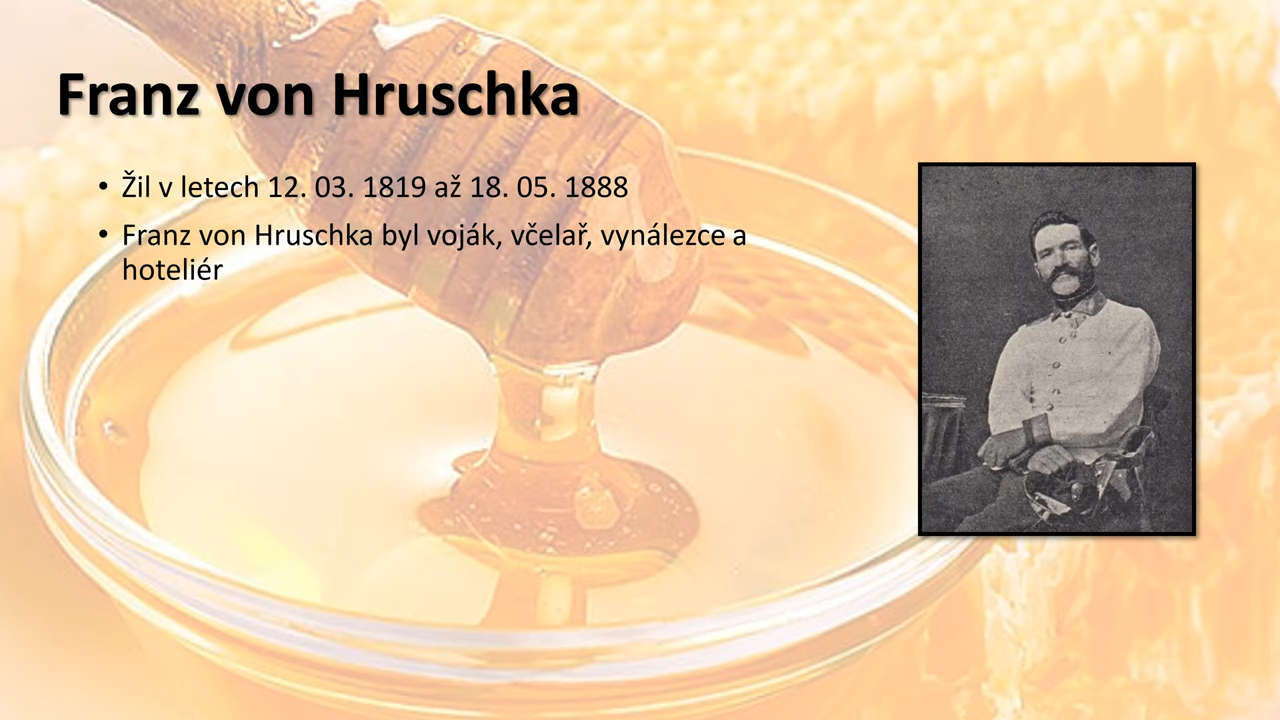 Franz von Hruschka
• Žil v letech 12. 03. 1819 až 18. 05. 1888
• Franz von Hruschka byl voják, včelař, vynálezce a
hoteliér